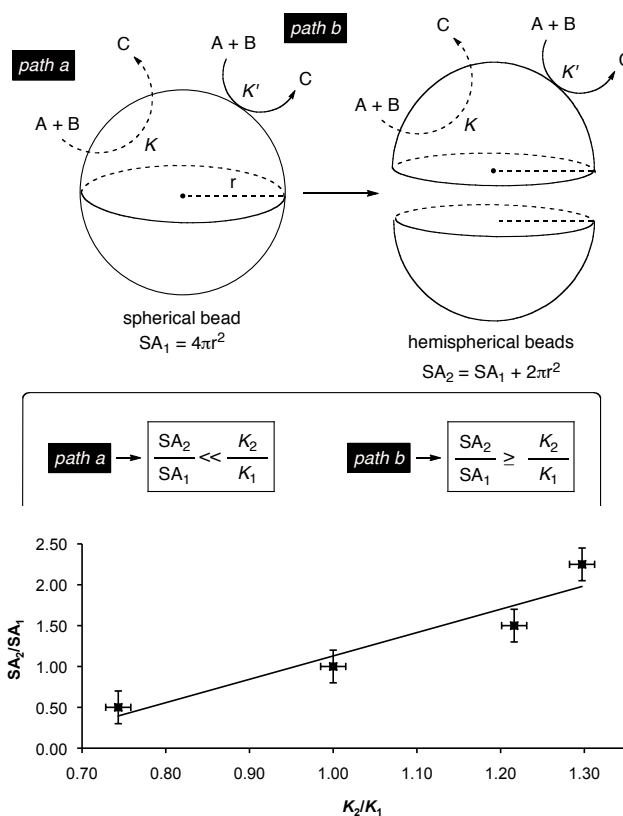 A + B
path b
C
C
A + B
path a
K'
C
K'
C
A + B
K
A + B
K
r
spherical bead
SA₁ = 4πr²
hemispherical beads
SA₂ = SA₁ + 2πr²
path a SA₂/SA₁ << K₂/K₁
path b SA₂/SA₁ ≥ K₂/K₁
2.50
2.00
1.50
1.00
0.50
0.00
SA₂/SA₁
0.70 0.80 0.90 1.00 1.10 1.20 1.30
K₂/K₁